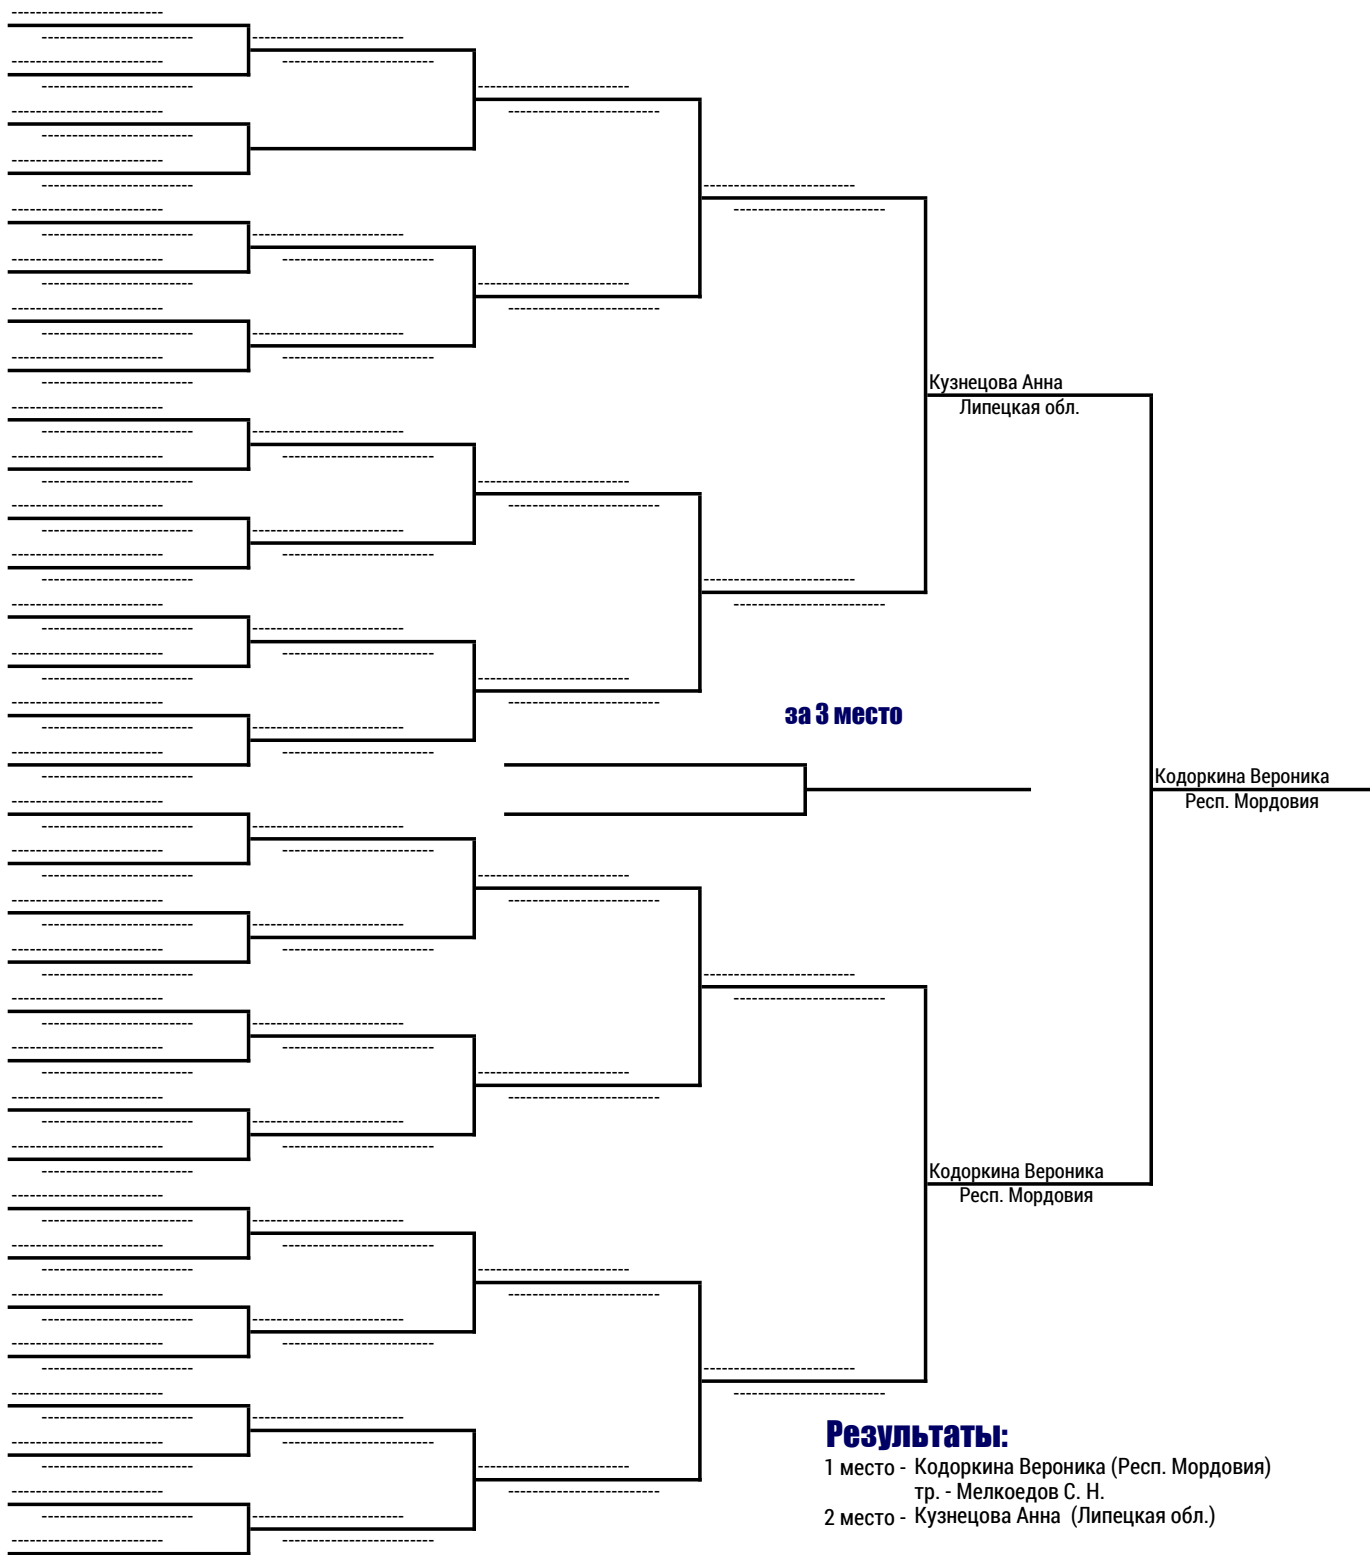 Кузнецова Анна
Липецкая обл.
за 3 место
Кодоркина Вероника
Респ. Мордовия
Кодоркина Вероника
Респ. Мордовия
Результаты:
1 место - Кодоркина Вероника (Респ. Мордовия)
тр. - Мелкоедов С. Н.
2 место - Кузнецова Анна (Липецкая обл.)